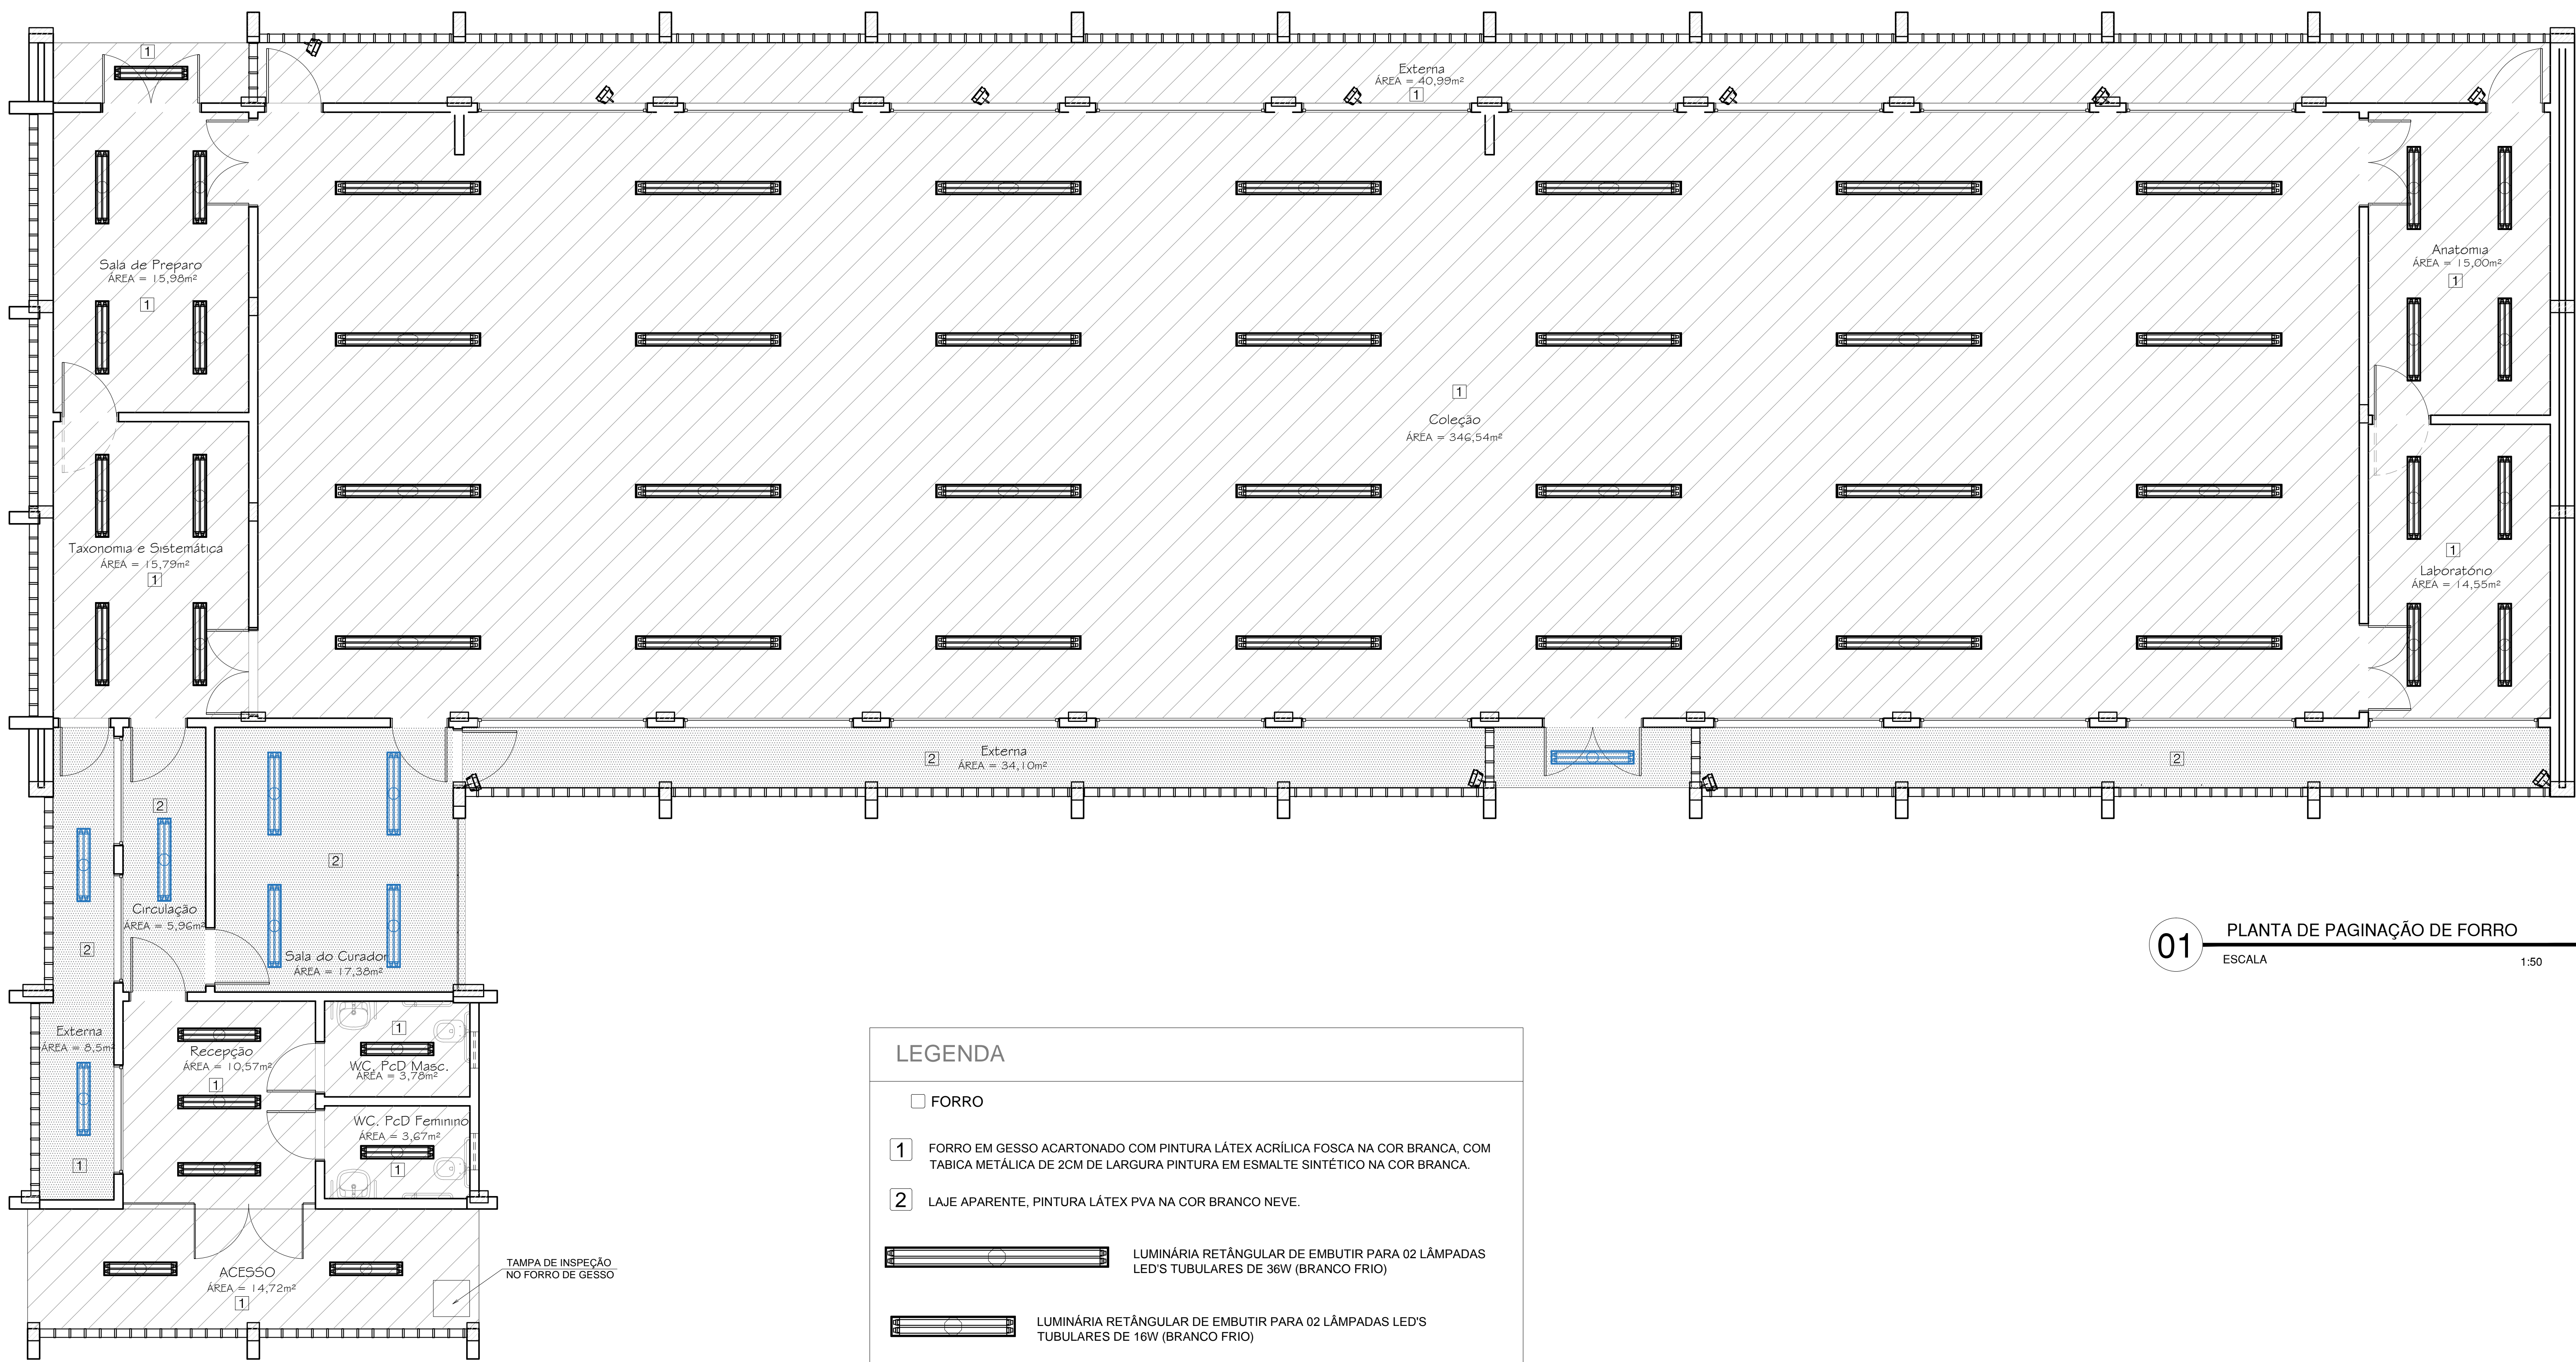 1
Externa
ÁREA = 40,99m²
1
Sala de Preparo
ÁREA = 15,98m²
1
Anatomia
ÁREA = 15,00m²
1
1
Coleção
ÁREA = 346,54m²
Taxonomia e Sistemática
ÁREA = 15,79m²
1
1
Laboratório
ÁREA = 14,55m²
2
Externa
ÁREA = 34,10m²
2
2
Circulação
ÁREA = 5,96m²
2
2
Sala do Curador
ÁREA = 17,38m²
01
PLANTA DE PAGINAÇÃO DE FORRO
ESCALA
1:50
Externa
ÁREA = 8,5m²
1
Recepção
ÁREA = 10,57m²
1
1
WC. PcD Masc.
ÁREA = 3,78m²
WC. PcD Feminino
ÁREA = 3,67m²
1
ACESSO
ÁREA = 14,72m²
1
TAMPA DE INSPEÇÃO
NO FORRO DE GESSO
LEGENDA
FORRO
1 FORRO EM GESSO ACARTONADO COM PINTURA LÁTEX ACRÍLICA FOSCA NA COR BRANCA, COM
TABICA METÁLICA DE 2CM DE LARGURA PINTURA EM ESMALTE SINTÉTICO NA COR BRANCA.
2 LAJE APARENTE, PINTURA LÁTEX PVA NA COR BRANCO NEVE.
LUMINÁRIA RETÂNGULAR DE EMBUTIR PARA 02 LÂMPADAS
LED'S TUBULARES DE 36W (BRANCO FRIO)
LUMINÁRIA RETÂNGULAR DE EMBUTIR PARA 02 LÂMPADAS LED'S
TUBULARES DE 16W (BRANCO FRIO)